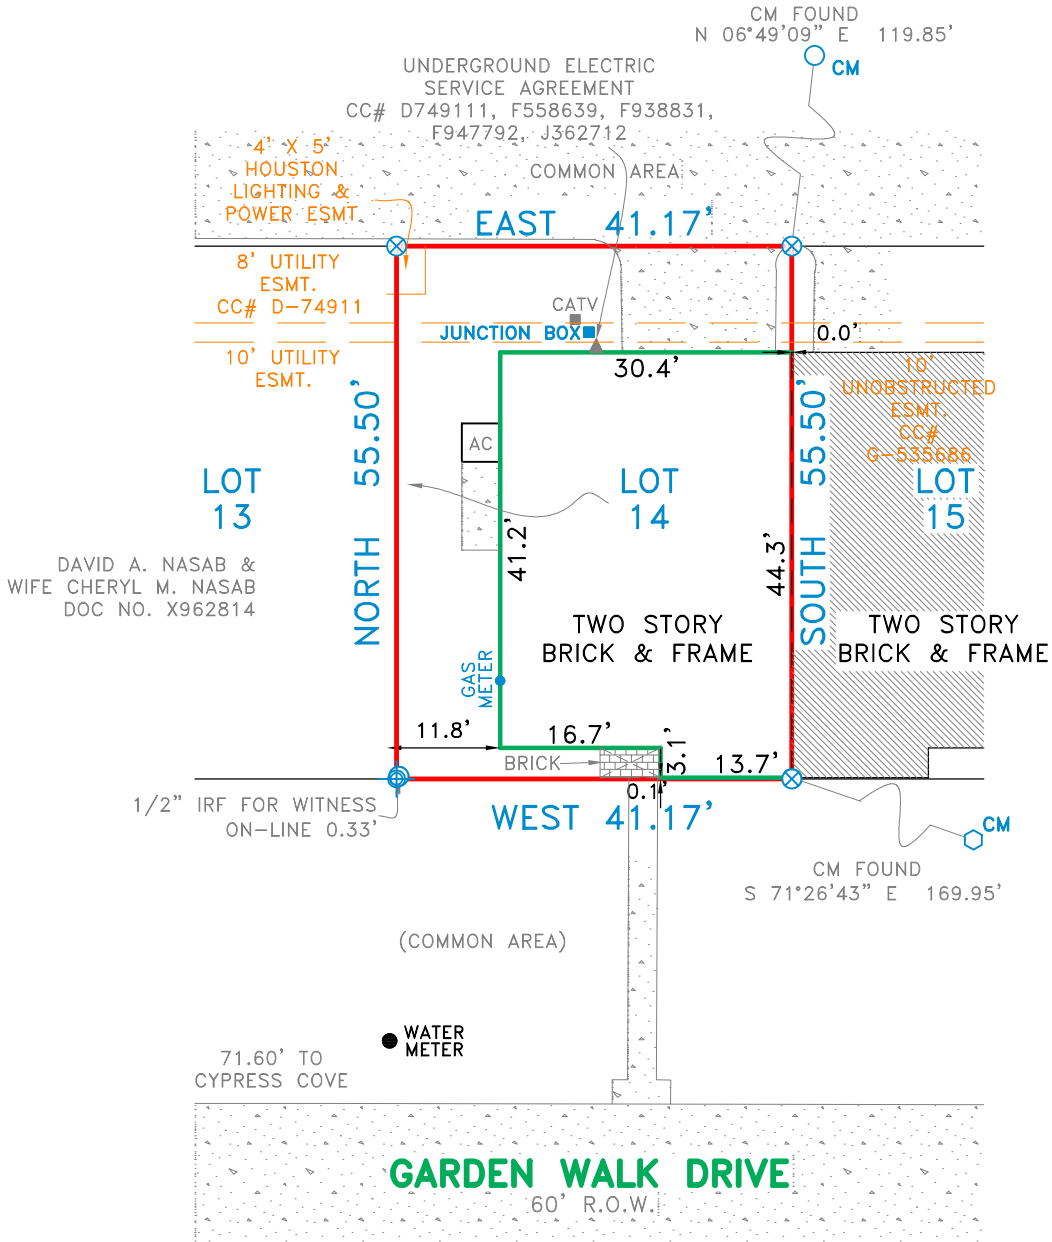 CM FOUND
N 06°49'09" E 119.85'
CM
UNDERGROUND ELECTRIC
SERVICE AGREEMENT
CC# D749111, F558639, F938831,
F947792, J362712
COMMON AREA
4' X 5'
HOUSTON
LIGHTING &
POWER ESMT.
EAST 41.17'
8' UTILITY
ESMT.
CC# D-74911
CATV
JUNCTION BOX
0.0'
10' UTILITY
ESMT.
30.4'
10'
UNOBSTRUCTED
ESMT.
CC#
G-535686
NORTH 55.50'
SOUTH 55.50'
AC
LOT
13
LOT
14
LOT
15
41.2'
44.3'
DAVID A. NASAB &
WIFE CHERYL M. NASAB
DOC NO. X962814
TWO STORY
BRICK & FRAME
TWO STORY
BRICK & FRAME
GAS
METER
11.8'
16.7'
3.1'
13.7'
BRICK
0.1'
1/2" IRF FOR WITNESS
ON-LINE 0.33'
WEST 41.17'
CM
CM FOUND
S 71°26'43" E 169.95'
(COMMON AREA)
WATER
METER
71.60' TO
CYPRESS COVE
GARDEN WALK DRIVE
60' R.O.W.